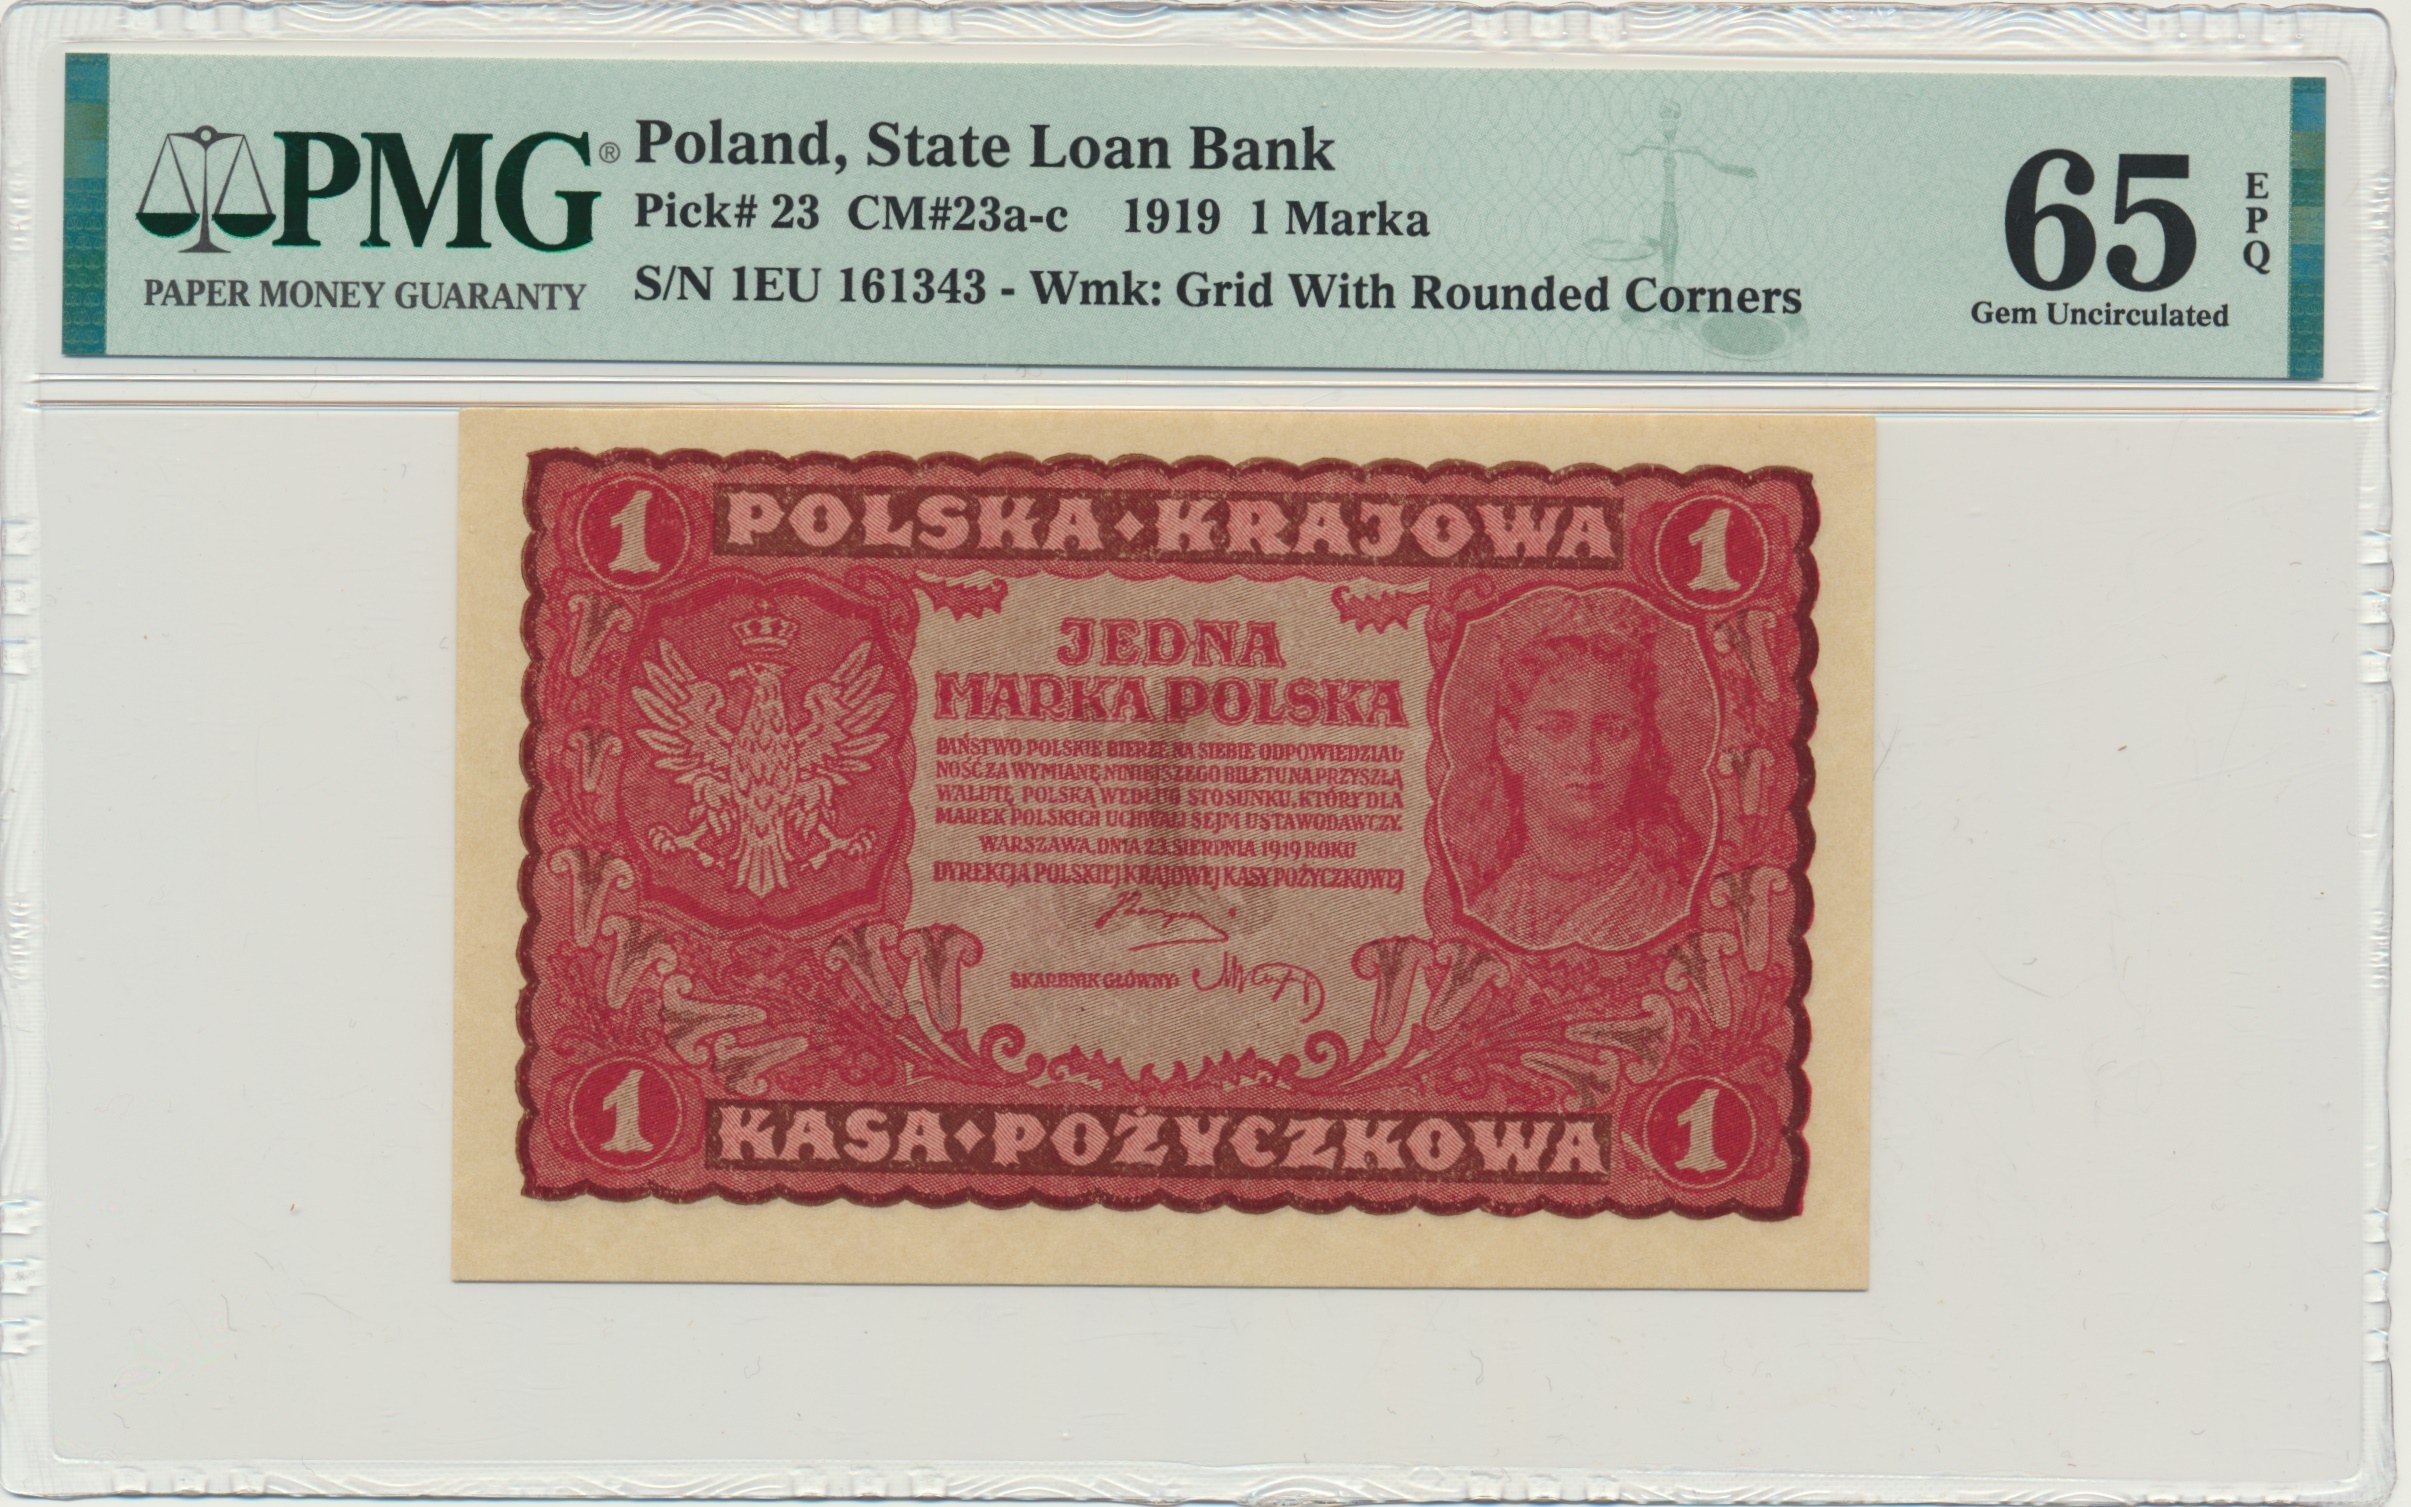 PMG®
PAPER MONEY GUARANTY
Poland, State Loan Bank
Pick# 23 CM#23a-c 1919 1 Marka
S/N 1EU 161343 - Wmk: Grid With Rounded Corners
65
EPQ
Gem Uncirculated
1 POLSKA·KRAJOWA 1
JEDNA
MARKA POLSKA
PAŃSTWO POLSKIE BIERZE NA SIEBIE ODPOWIEDZIAL-
NOŚĆ ZA WYMIANĘ NINIEJSZEGO BILETU NA PRZYSZŁĄ
WALUTĘ POLSKĄ WEDŁUG STOSUNKU, KTÓRY DLA
MAREK POLSKICH UCHWALI SEJM USTAWODAWCZY.
WARSZAWA, DNIA 23. SIERPNIA 1919 ROKU
DYREKCJA POLSKIEJ KRAJOWEJ KASY POŻYCZKOWEJ
SKARBNIK GŁÓWNY:
1 KASA·POŻYCZKOWA 1